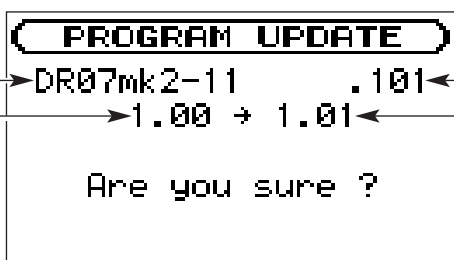 PROGRAM UPDATE
DR07mk2-11 .101
1.00 → 1.01
Are you sure ?